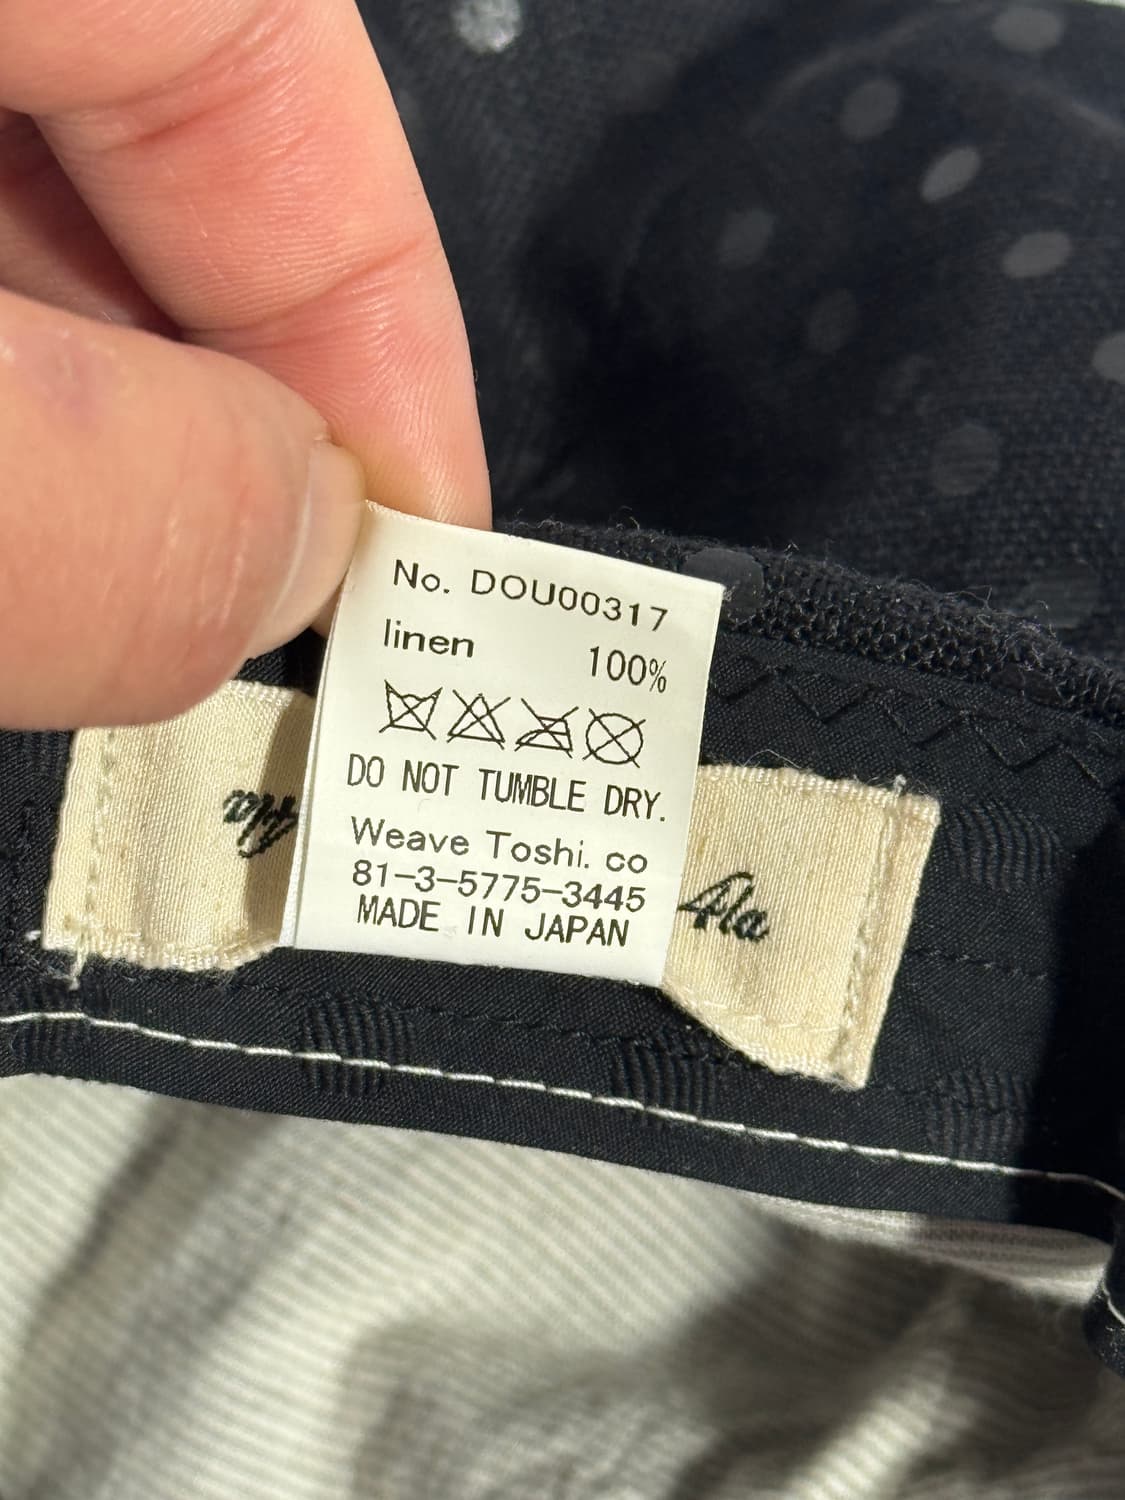 No. DOU00317
linen 100%
DO NOT TUMBLE DRY.
Weave Toshi. co
81-3-5775-3445
MADE IN JAPAN